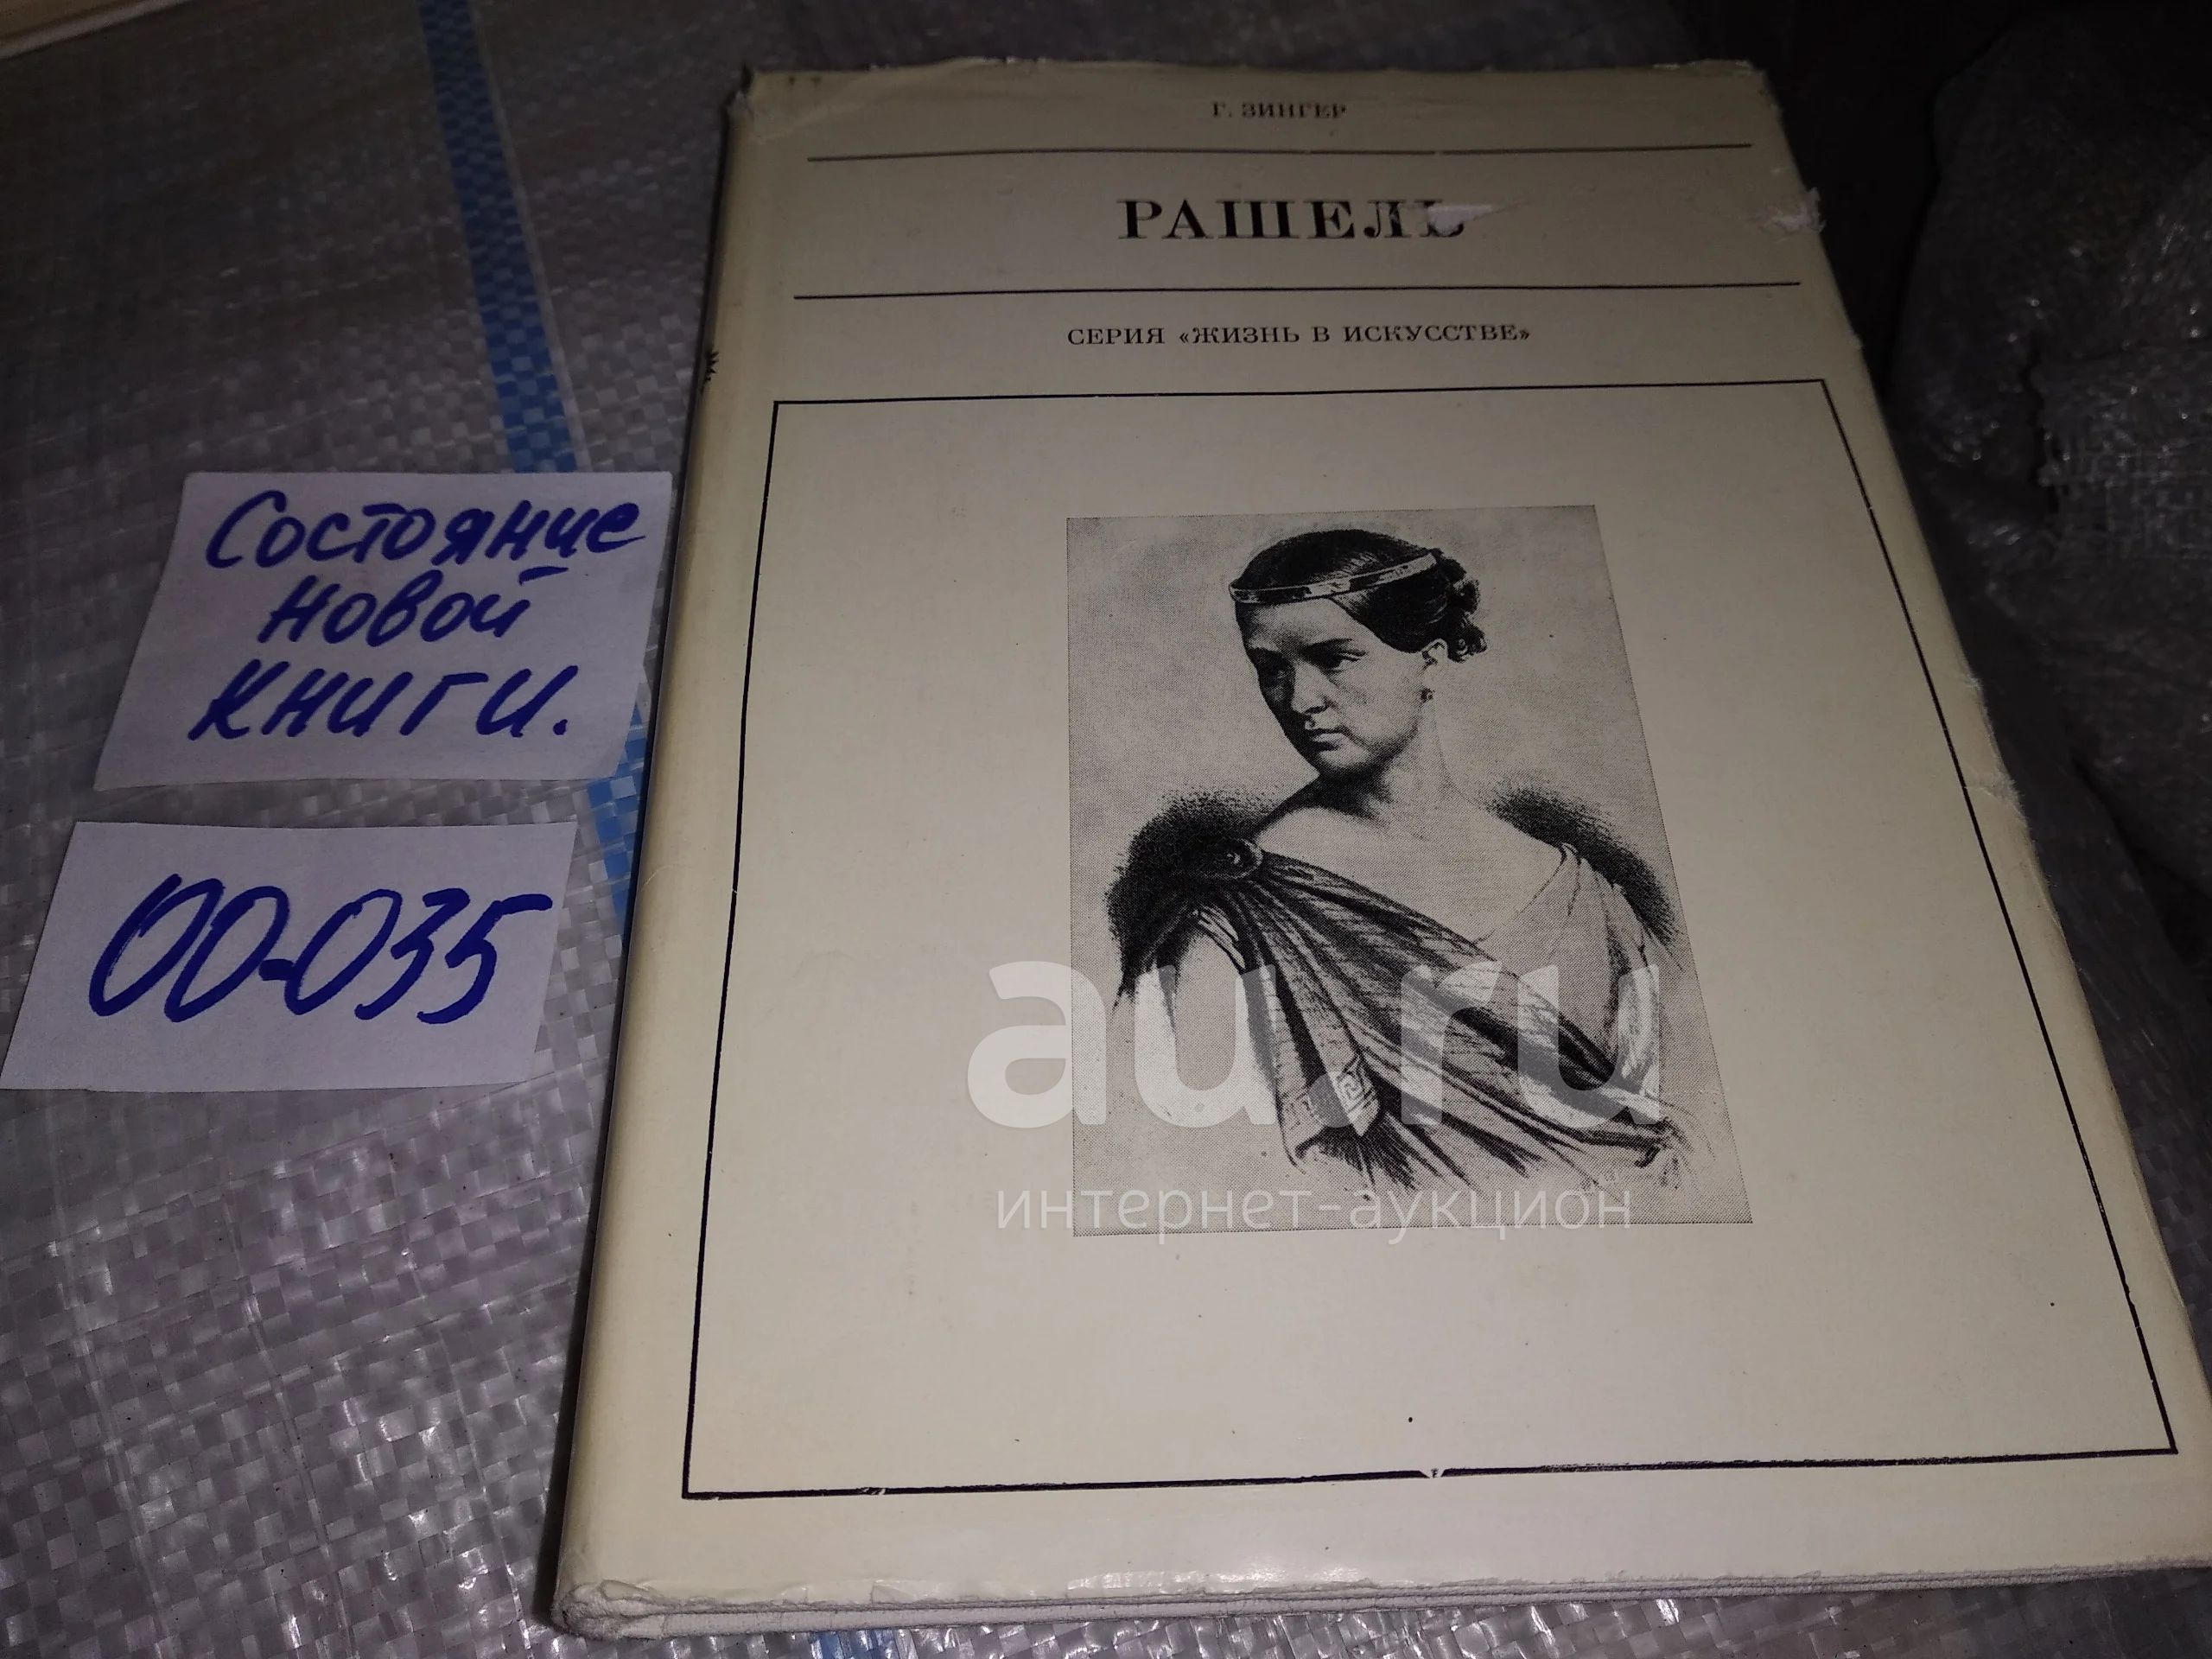 Г. ЗИНГЕР
РАШЕЛЬ
СЕРИЯ «ЖИЗНЬ В ИСКУССТВЕ»
Состояние
новой
книги.
00-035
au.ru
интернет-аукцион